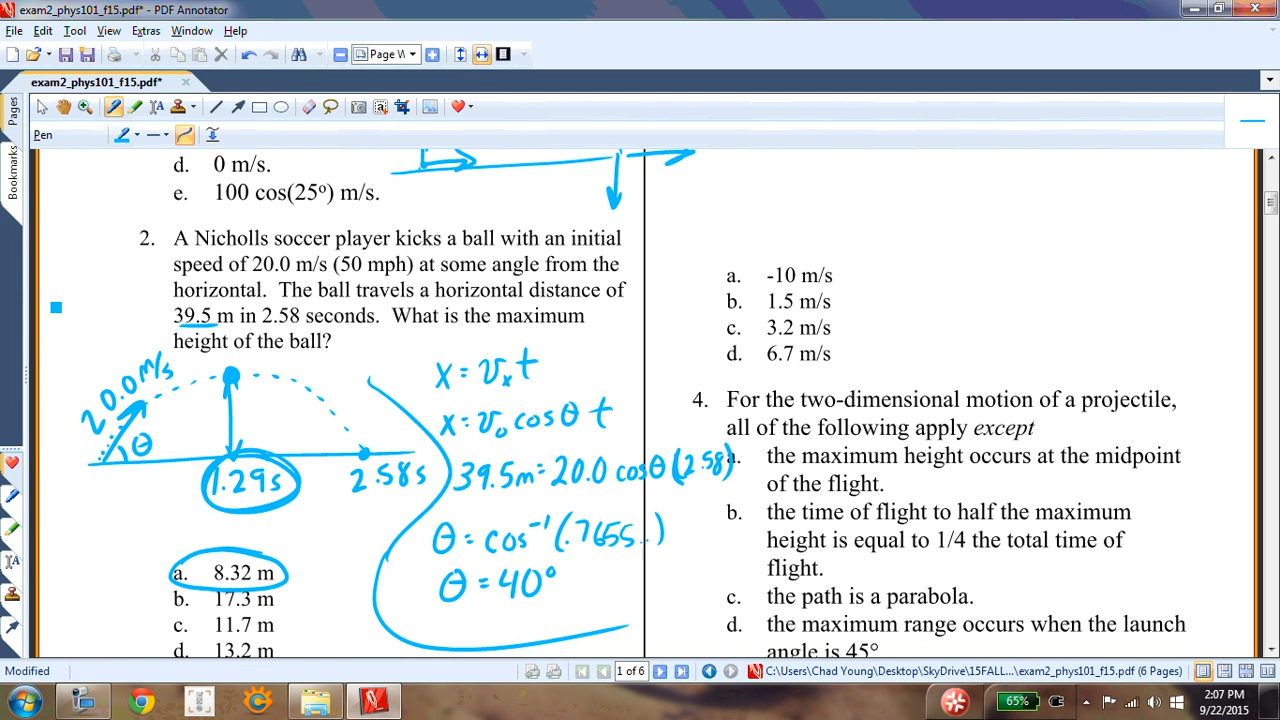 exam2_phys101_f15.pdf* - PDF Annotator
File Edit Tool View Extras Window Help
Page W
exam2_phys101_f15.pdf*
Pen
Pages
Bookmarks
d. 0 m/s.
e. 100 cos(25°) m/s.
2. A Nicholls soccer player kicks a ball with an initial
speed of 20.0 m/s (50 mph) at some angle from the
horizontal. The ball travels a horizontal distance of
39.5 m in 2.58 seconds. What is the maximum
height of the ball?
20.0 m/s
θ
1.29s
2.58s
x = v_x t
x = v_0 cosθ t
39.5m = 20.0 cosθ (2.58)
θ = cos⁻¹(.7655..)
θ = 40°
a. 8.32 m
b. 17.3 m
c. 11.7 m
d. 13.2 m
a. -10 m/s
b. 1.5 m/s
c. 3.2 m/s
d. 6.7 m/s
4. For the two-dimensional motion of a projectile,
all of the following apply except
a. the maximum height occurs at the midpoint
of the flight.
b. the time of flight to half the maximum
height is equal to 1/4 the total time of
flight.
c. the path is a parabola.
d. the maximum range occurs when the launch
angle is 45°
Modified
1 of 6
C:\Users\Chad Young\Desktop\SkyDrive\15FALL...\exam2_phys101_f15.pdf (6 Pages)
65%
2:07 PM
9/22/2015